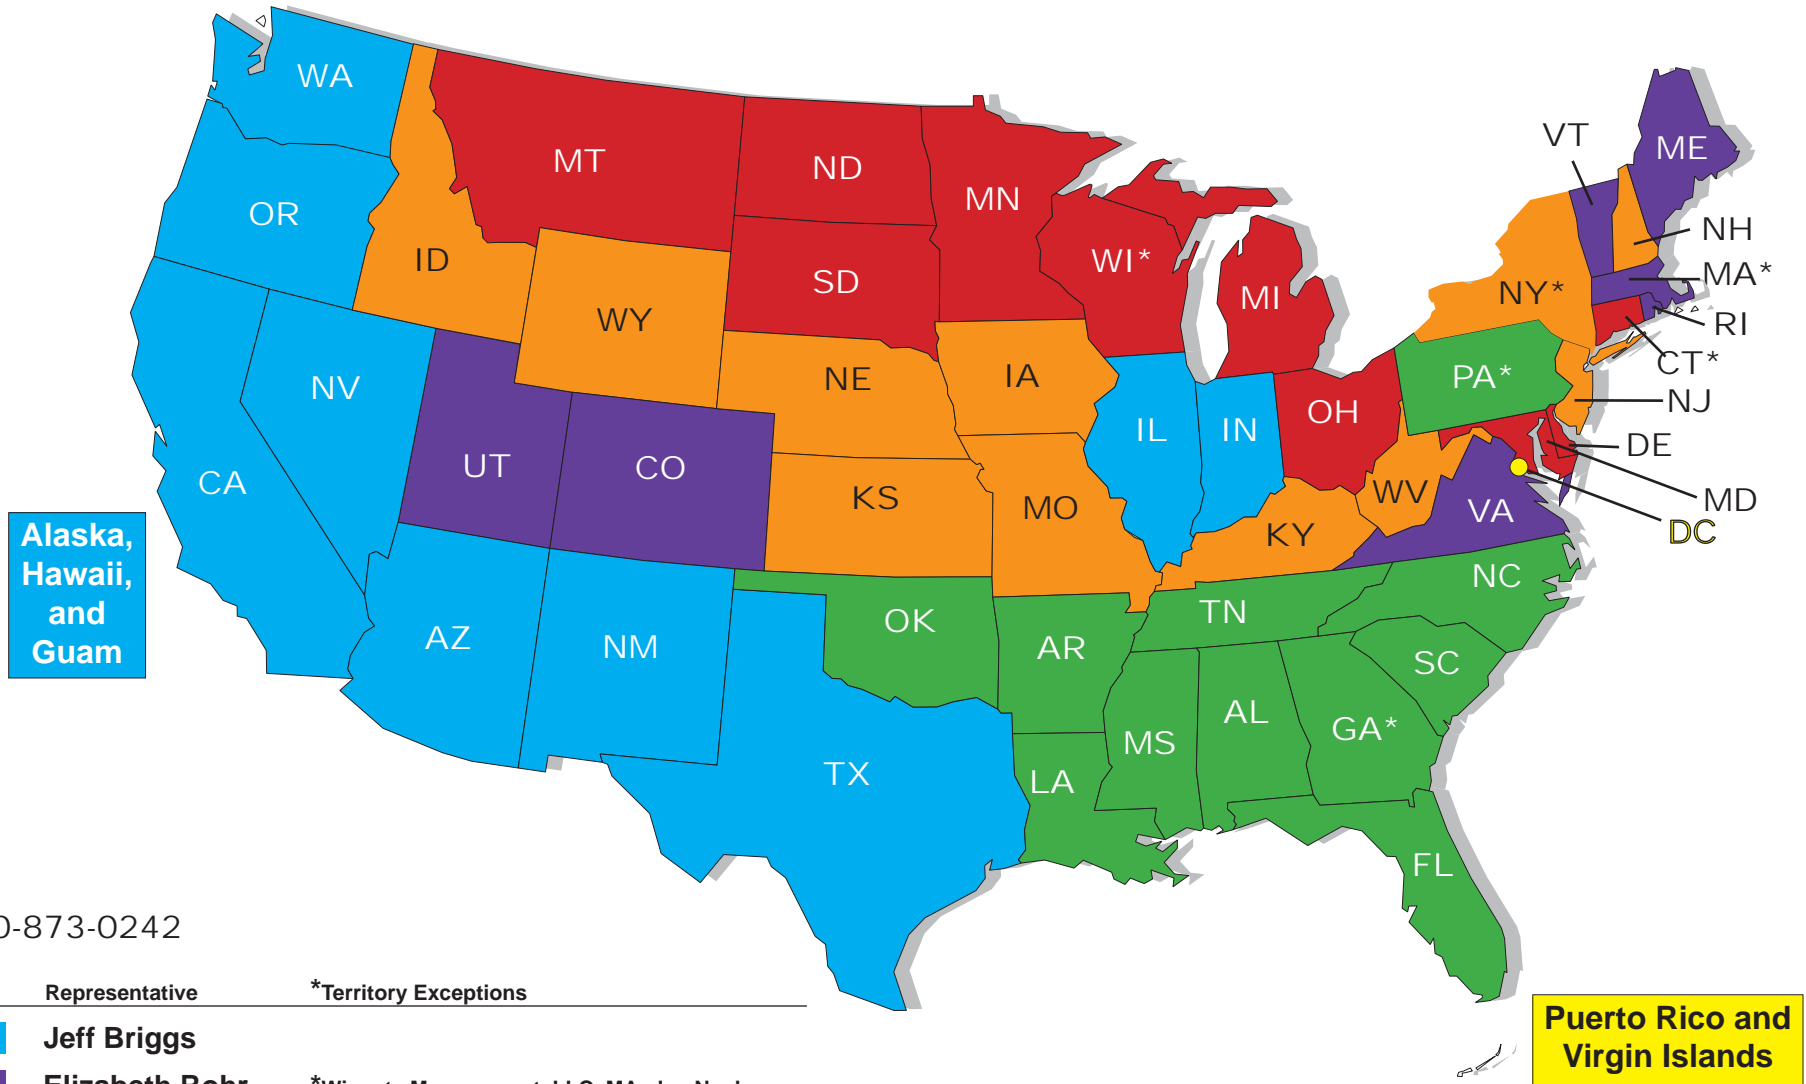 WA
MT
ND
MN
VT
ME
OR
ID
WY
SD
WI*
MI
NY*
NH
MA*
RI
CT*
NV
NE
IA
PA*
NJ
OH
IL
IN
DE
UT
CO
CA
KS
MO
WV
VA
MD
KY
DC
Alaska,
Hawaii,
and
Guam
NC
TN
OK
AR
AZ
NM
SC
AL
GA*
MS
TX
LA
FL
0-873-0242
Representative *Territory Exceptions
Jeff Briggs
Puerto Rico and
Virgin Islands